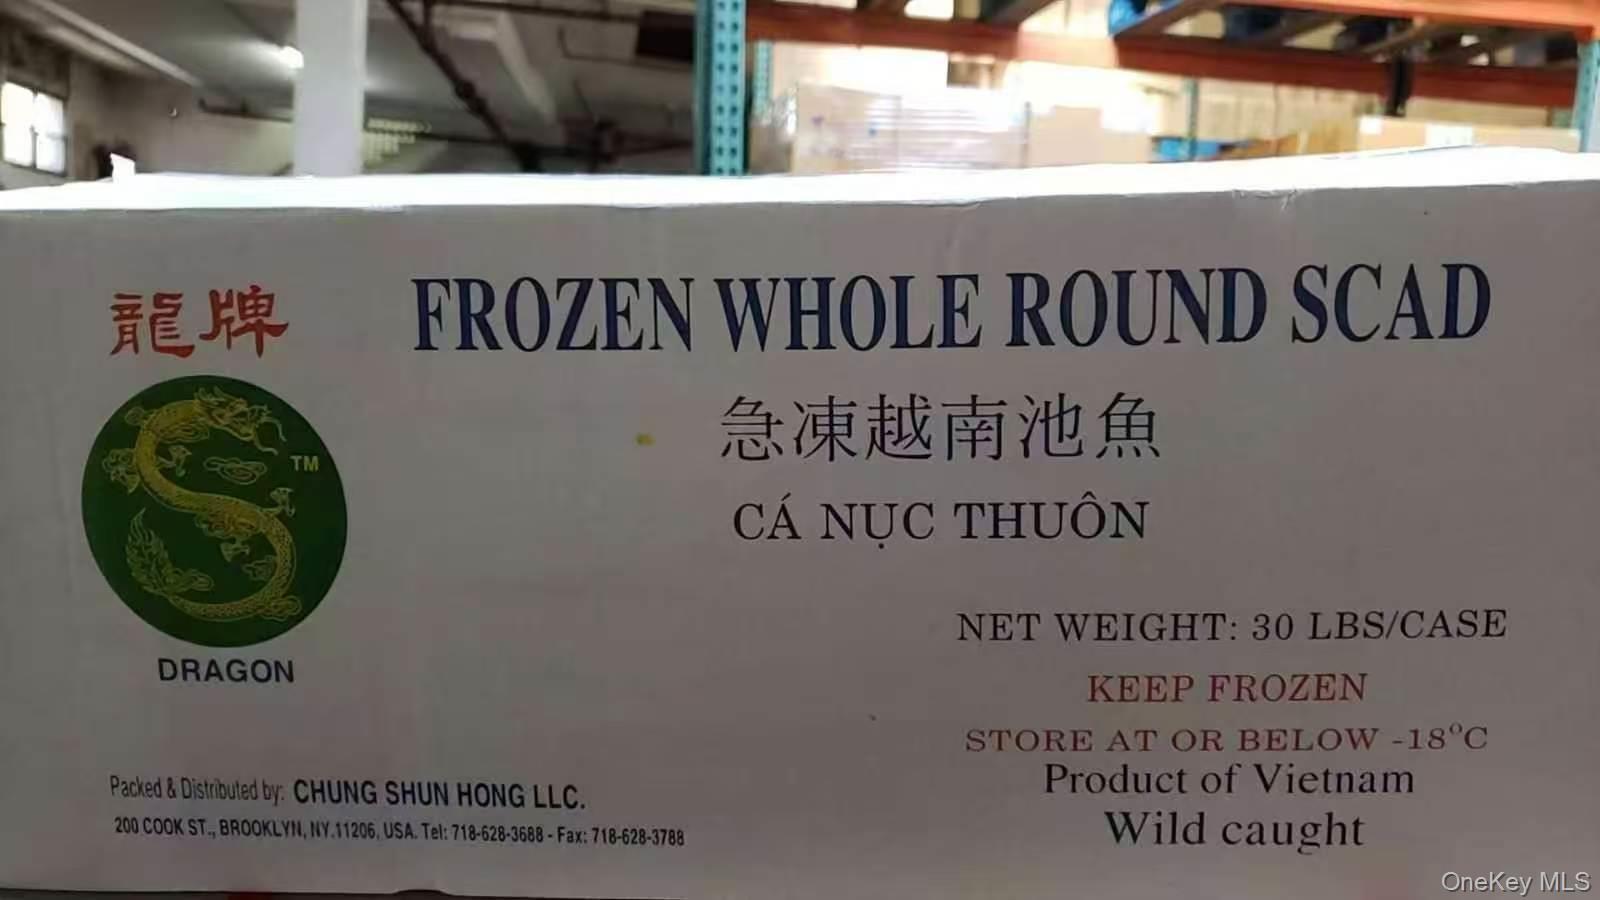 龍牌
FROZEN WHOLE ROUND SCAD
急凍越南池魚
TM
CÁ NỤC THUÔN
DRAGON
NET WEIGHT: 30 LBS/CASE
KEEP FROZEN
STORE AT OR BELOW -18°C
Product of Vietnam
Wild caught
Packed & Distributed by: CHUNG SHUN HONG LLC.
200 COOK ST., BROOKLYN, NY.11206, USA. Tel: 718-628-3688 - Fax: 718-628-3788
OneKey MLS